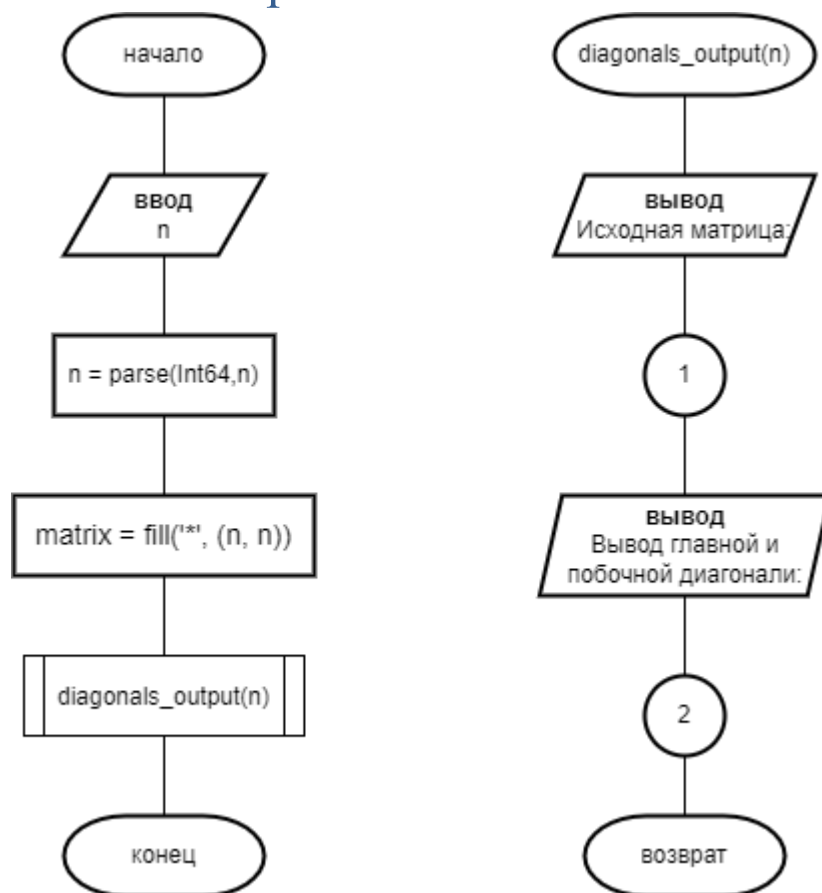 начало
ввод
n
n = parse(Int64,n)
matrix = fill('*', (n, n))
diagonals_output(n)
конец
diagonals_output(n)
вывод
Исходная матрица:
1
вывод
Вывод главной и
побочной диагонали:
2
возврат